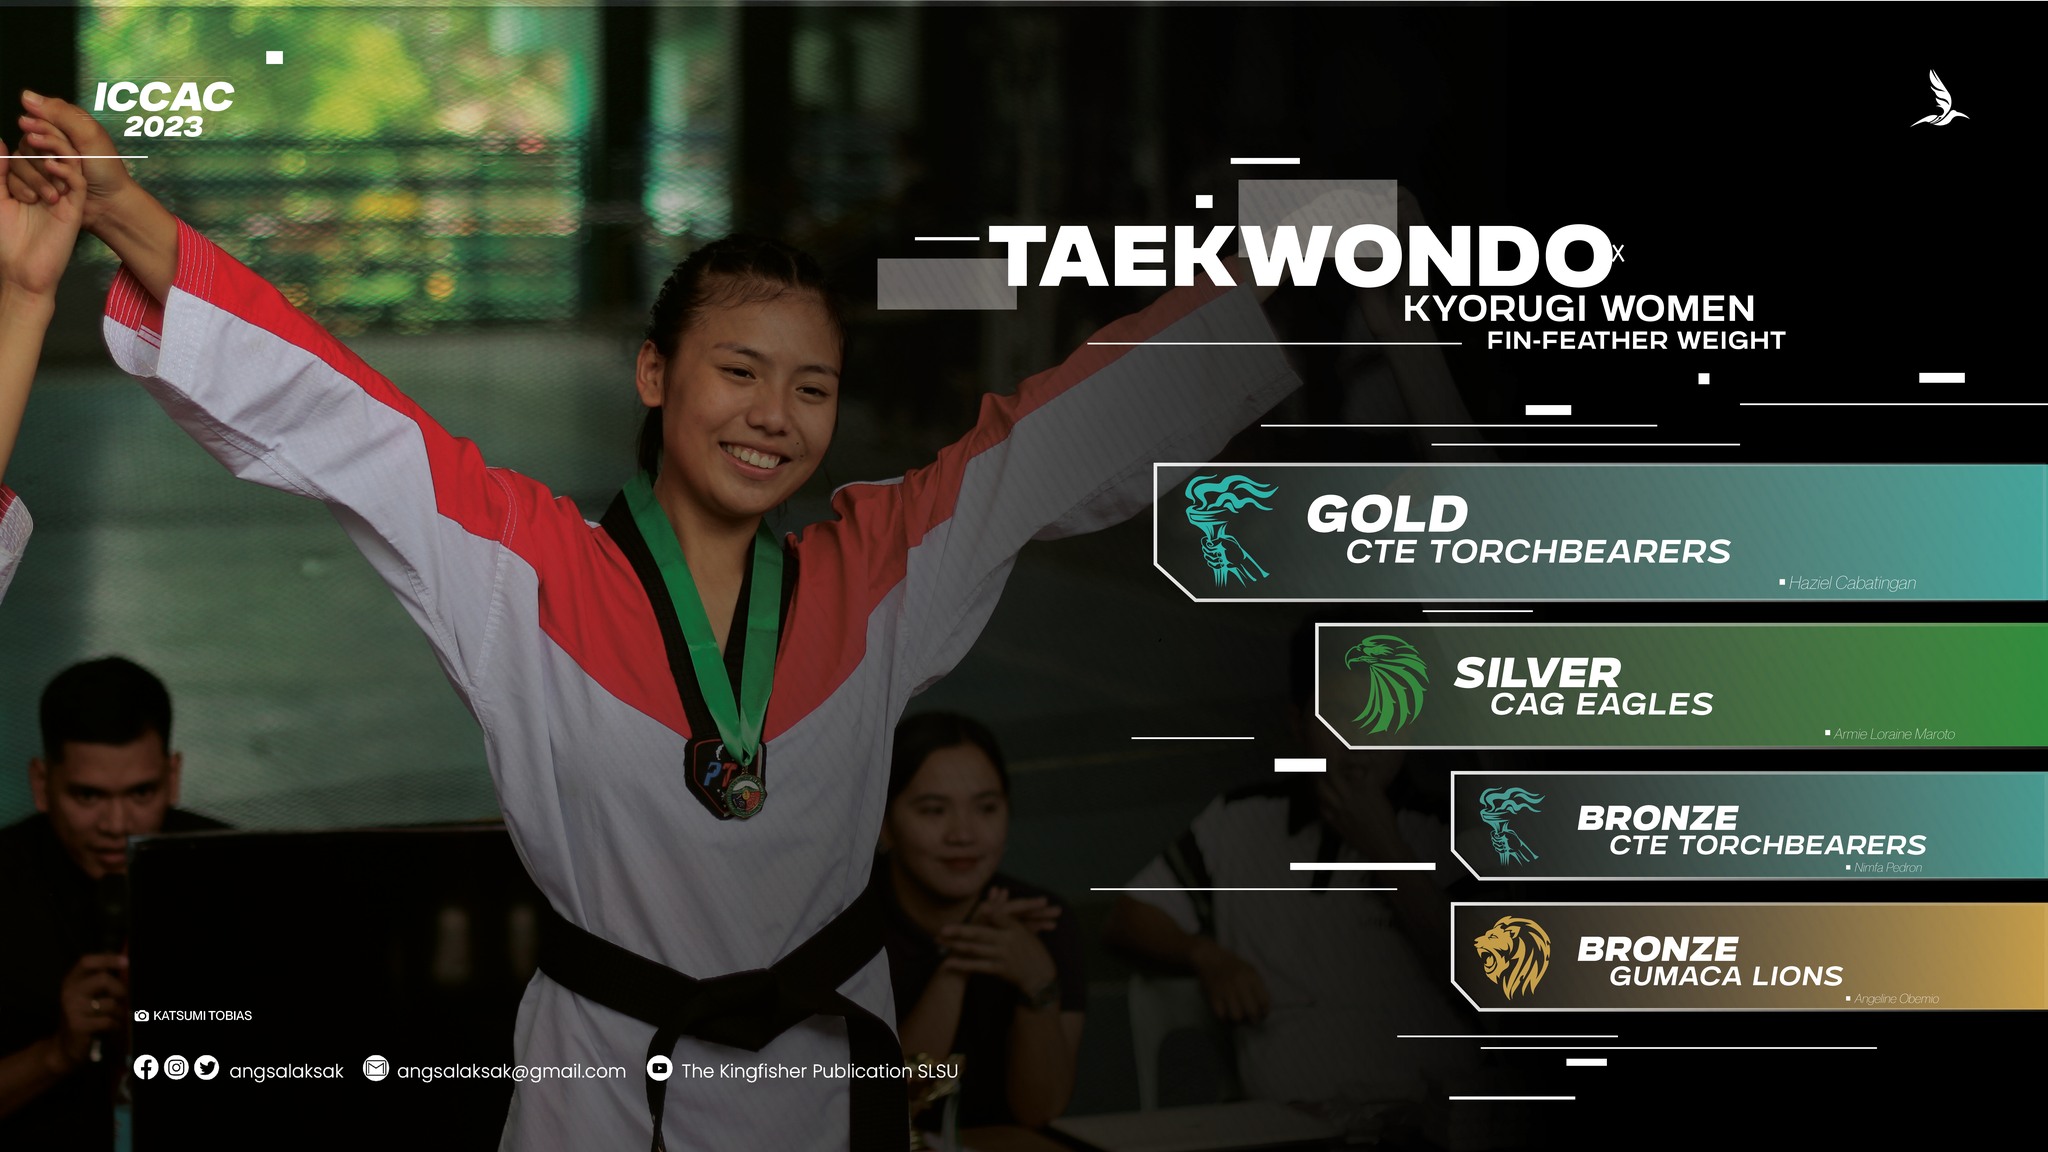 ICCAC
2023
TAEKWONDO
X
KYORUGI WOMEN
FIN-FEATHER WEIGHT
GOLD
CTE TORCHBEARERS
Haziel Cabatingan
SILVER
CAG EAGLES
Armie Loraine Maroto
BRONZE
CTE TORCHBEARERS
Nimfa Pedron
BRONZE
GUMACA LIONS
Angeline Obemio
PT
KATSUMI TOBIAS
angsalaksak
angsalaksak@gmail.com
The Kingfisher Publication SLSU